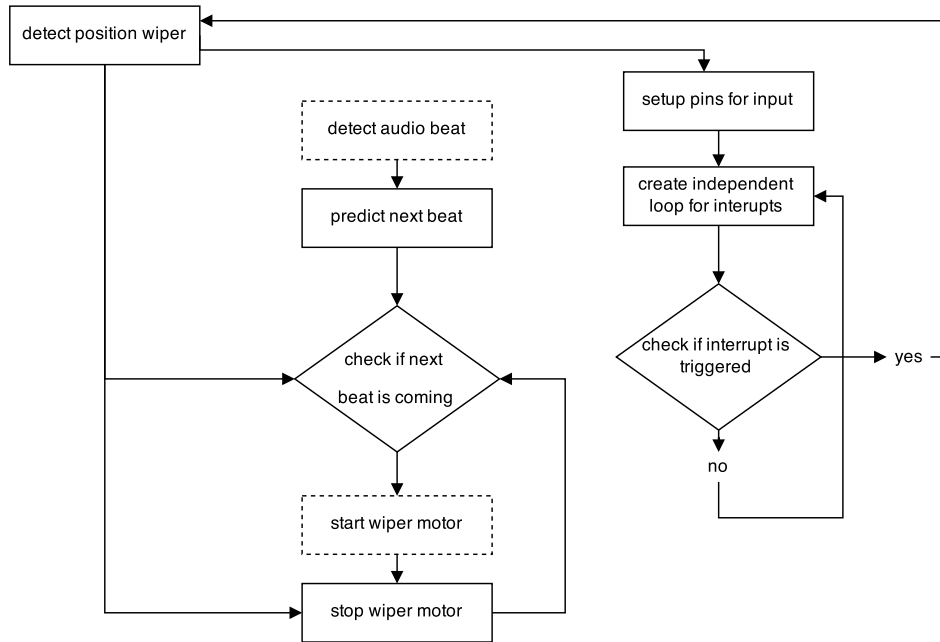 detect position wiper
setup pins for input
detect audio beat
create independent
loop for interupts
predict next beat
check if interrupt is
triggered
yes
check if next
beat is coming
no
start wiper motor
stop wiper motor